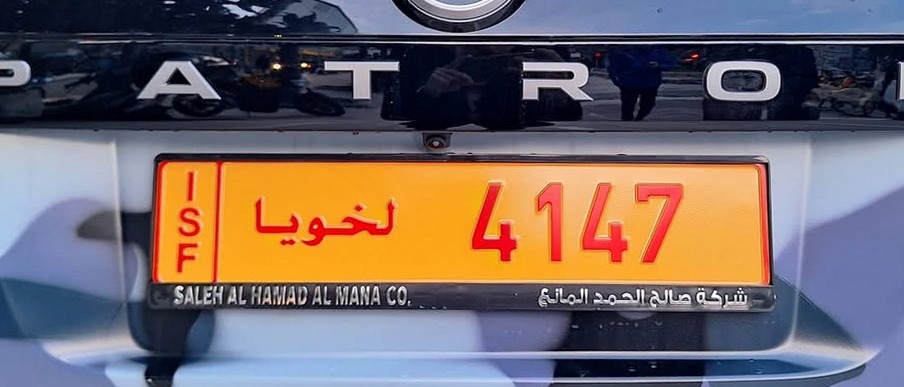 PATROL
ISF
لخويا 4147
SALEH AL HAMAD AL MANA CO. شركة صالح الحمد المانع